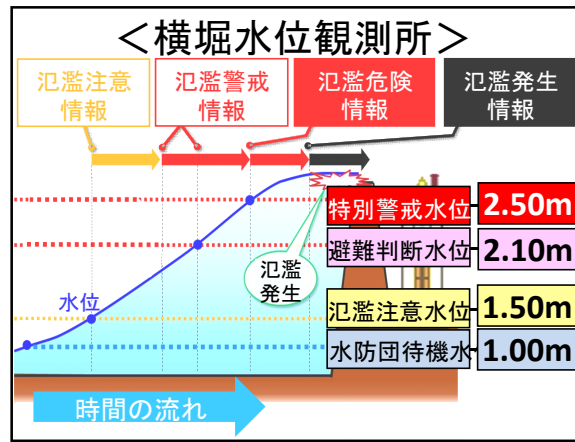 ＜横堀水位観測所＞
氾濫注意
情報
氾濫警戒
情報
氾濫危険
情報
氾濫発生
情報
特別警戒水位
2.50m
避難判断水位
2.10m
氾濫
発生
水位
氾濫注意水位
1.50m
水防団待機水
1.00m
時間の流れ